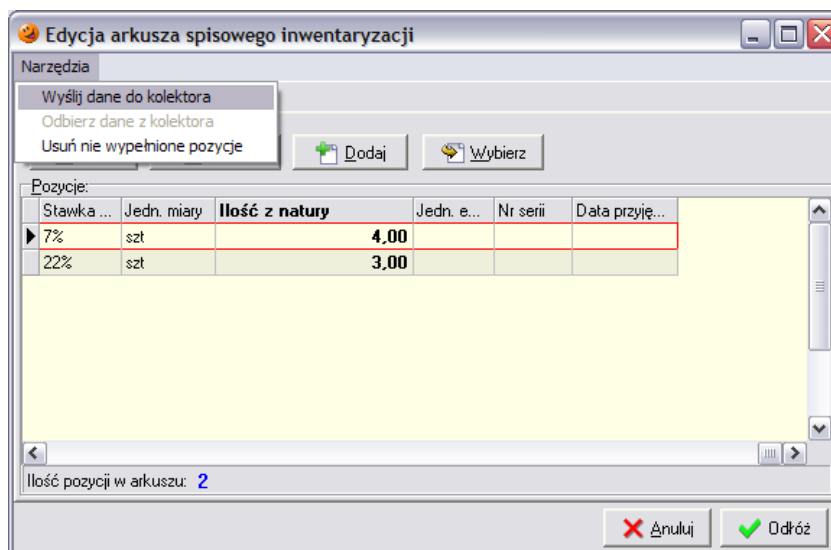 Edycja arkusza spisowego inwentaryzacji
Narzędzia
Wyślij dane do kolektora
Odbierz dane z kolektora
Usuń nie wypełnione pozycje
Dodaj Wybierz
Pozycje:
Stawka ... Jedn. miary Ilość z natury Jedn. e... Nr serii Data przyję...
7% szt 4,00
22% szt 3,00
Ilość pozycji w arkuszu: 2
Anuluj Odłóż